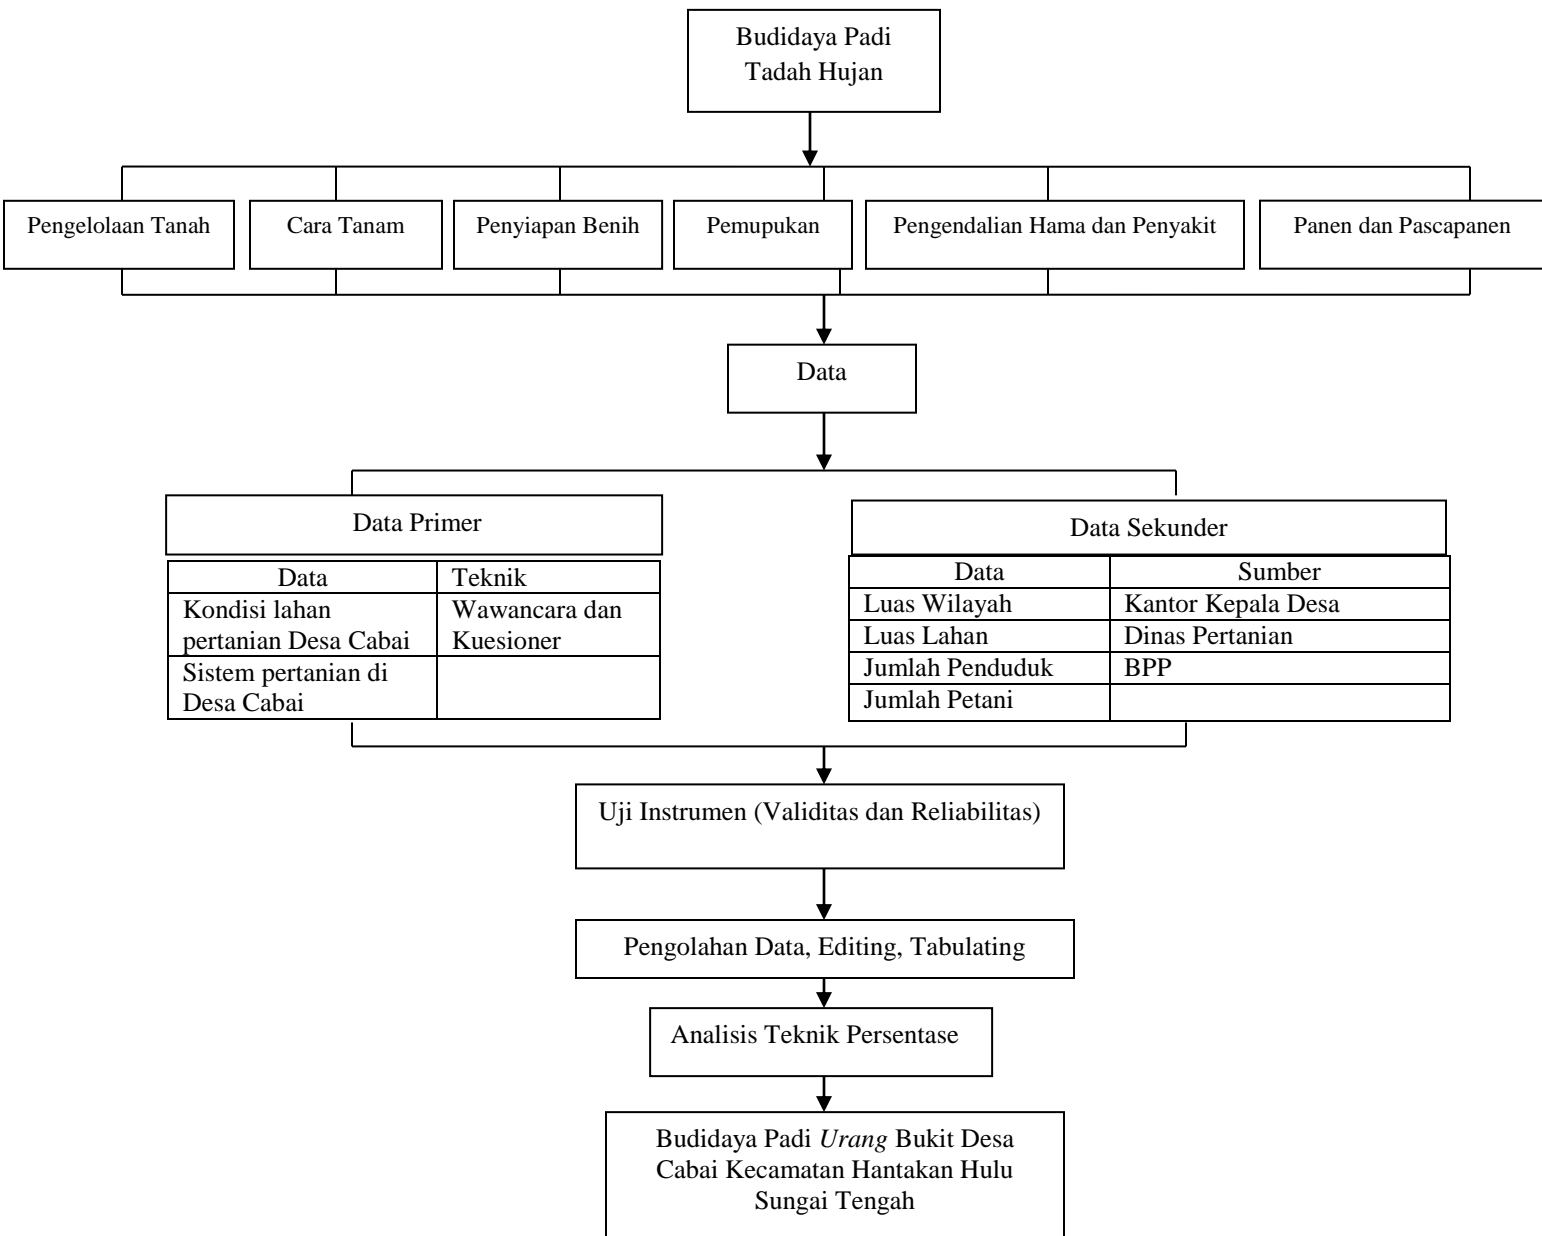 Budidaya Padi
Tadah Hujan
Pengelolaan Tanah
Cara Tanam
Penyiapan Benih
Pemupukan
Pengendalian Hama dan Penyakit
Panen dan Pascapanen
Data
Data Primer
Data
Teknik
Kondisi lahan
pertanian Desa Cabai
Wawancara dan
Kuesioner
Sistem pertanian di
Desa Cabai
Data Sekunder
Data
Sumber
Luas Wilayah
Kantor Kepala Desa
Luas Lahan
Dinas Pertanian
Jumlah Penduduk
BPP
Jumlah Petani
Uji Instrumen (Validitas dan Reliabilitas)
Pengolahan Data, Editing, Tabulating
Analisis Teknik Persentase
Budidaya Padi Urang Bukit Desa
Cabai Kecamatan Hantakan Hulu
Sungai Tengah